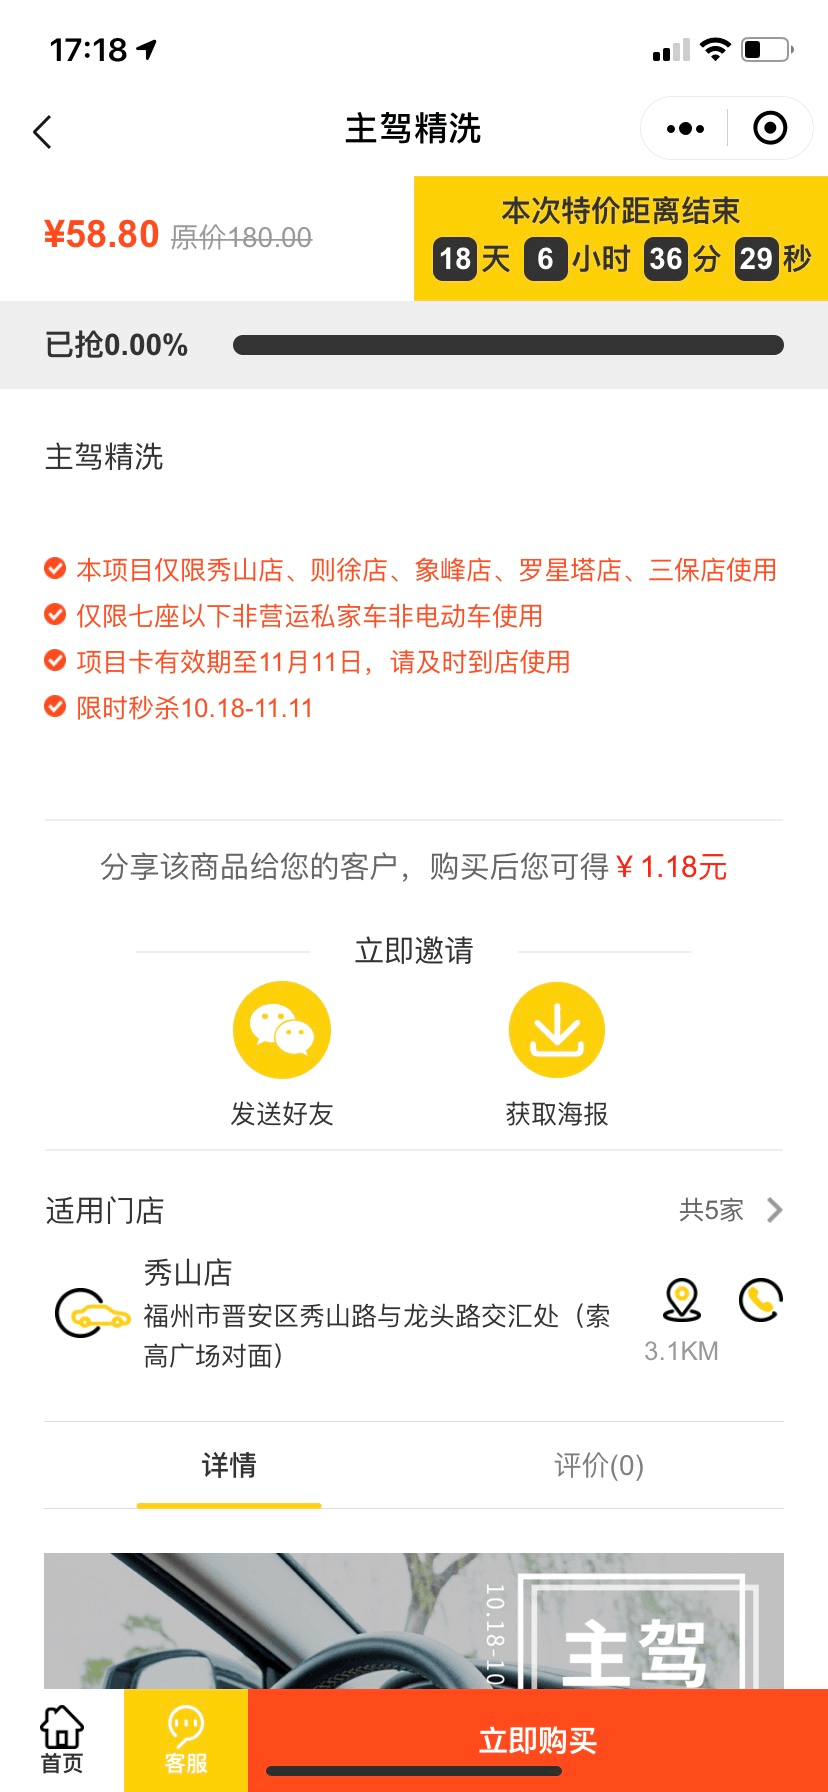 17:18
主驾精洗
¥58.80 原价180.00
本次特价距离结束
18 天 6 小时 36 分 29 秒
已抢0.00%
主驾精洗
本项目仅限秀山店、则徐店、象峰店、罗星塔店、三保店使用
仅限七座以下非营运私家车非电动车使用
项目卡有效期至11月11日，请及时到店使用
限时秒杀10.18-11.11
分享该商品给您的客户，购买后您可得¥1.18元
立即邀请
发送好友 获取海报
适用门店 共5家
秀山店
福州市晋安区秀山路与龙头路交汇处（索
高广场对面）
3.1KM
详情 评价(0)
10.18-10
主驾
首页 客服 立即购买